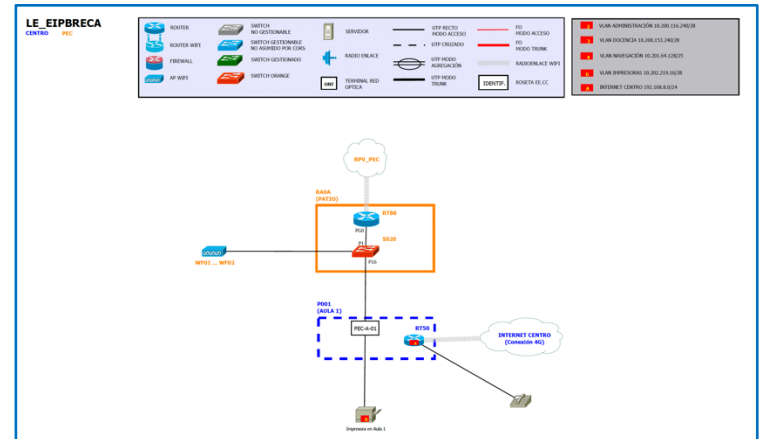 LE_EIPBRECA
CENTRO PEC
ROUTER
ROUTER WIFI
FIREWALL
AP WIFI
SWITCH
NO GESTIONABLE
SWITCH GESTIONABLE
NO ASUMIDO POR CORS
SWITCH GESTIONADO
SWITCH ORANGE
SERVIDOR
RADIO ENLACE
ONT
TERMINAL RED
OPTICA
UTP RECTO
MODO ACCESO
UTP CRUZADO
UTP MODO
AGREGACIÓN
UTP MODO
TRUNK
FO
MODO ACCESO
FO
MODO TRUNK
RADIOENLACE WIFI
IDENTIF.
ROSETA EE.CC
VLAN ADMINISTRACIÓN 10.200.116.240/28
VLAN DOCENCIA 10.200.153.240/28
VLAN NAVEGACIÓN 10.201.64.128/25
VLAN IMPRESORAS 10.202.219.16/28
INTERNET CENTRO 192.168.8.0/24
RPV_PEC
RA0A
(PATIO)
RT88
PG0
P1
SS20
P16
WF01 ... WF02
P001
(AULA 1)
PEC-A-01
RT50
INTERNET CENTRO
(Conexión 4G)
Impresora en Aula 1